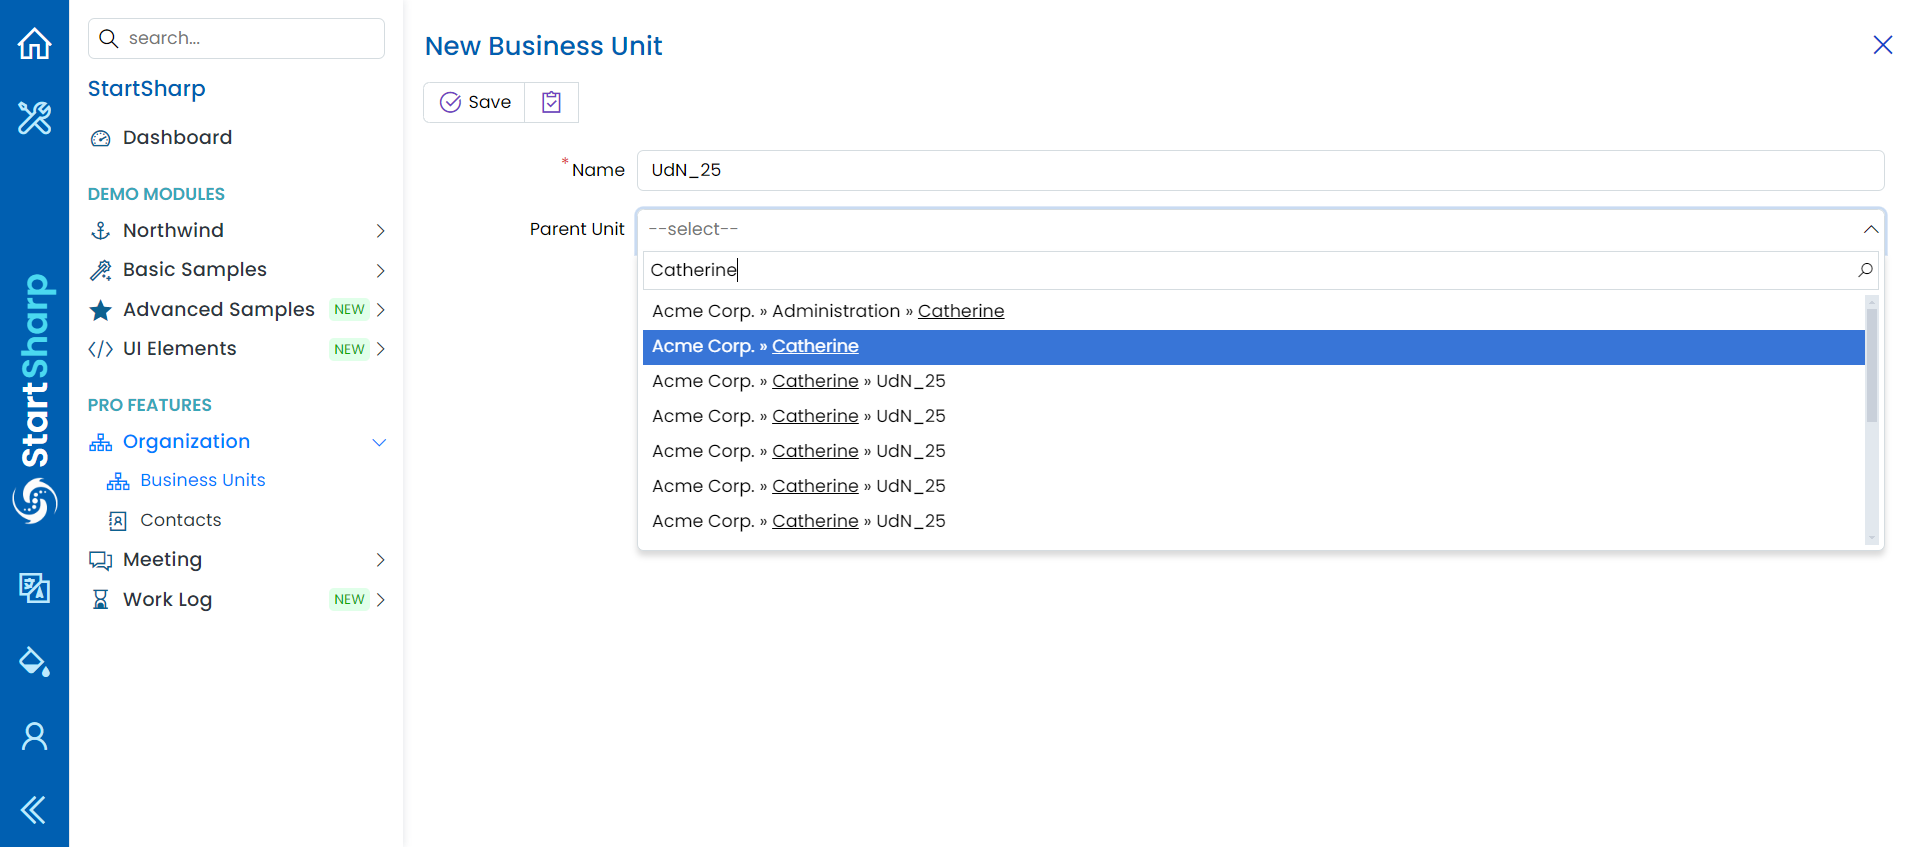 search...
StartSharp
Dashboard
DEMO MODULES
Northwind
Basic Samples
Advanced Samples NEW
UI Elements NEW
PRO FEATURES
Organization
Business Units
Contacts
Meeting
Work Log NEW
StartSharp
New Business Unit
Save
* Name UdN_25
Parent Unit --select--
Catherine
Acme Corp. » Administration » Catherine
Acme Corp. » Catherine
Acme Corp. » Catherine » UdN_25
Acme Corp. » Catherine » UdN_25
Acme Corp. » Catherine » UdN_25
Acme Corp. » Catherine » UdN_25
Acme Corp. » Catherine » UdN_25